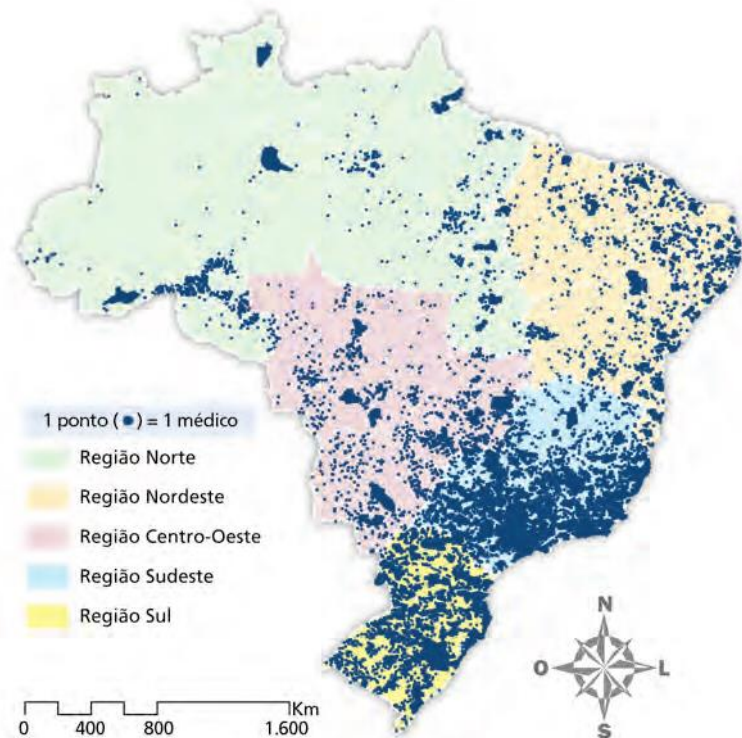 1 ponto (●) = 1 médico
Região Norte
Região Nordeste
Região Centro-Oeste
Região Sudeste
Região Sul
N
O L
S
Km
0 400 800 1.600